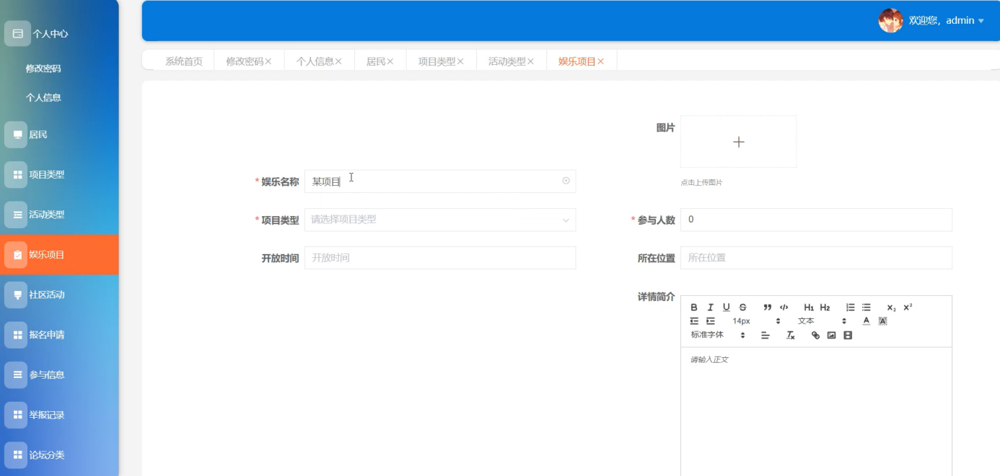 个人中心
修改密码
个人信息
居民
项目类型
活动类型
娱乐项目
社区活动
报名申请
参与信息
举报记录
论坛分类
欢迎您，admin
系统首页 修改密码 个人信息 居民 项目类型 活动类型 娱乐项目
图片
点击上传图片
* 娱乐名称 某项目
* 项目类型 请选择项目类型
* 参与人数 0
开放时间 开放时间
所在位置 所在位置
详情简介
B I U S H1 H2 X2 X2
14px 文本 A A
标准字体
请输入正文